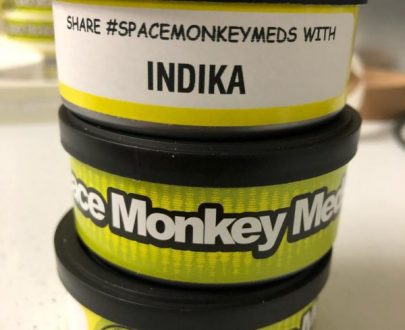 SHARE #SPACEMONKEYMEDS WITH
INDIKA
ace Monkey Med